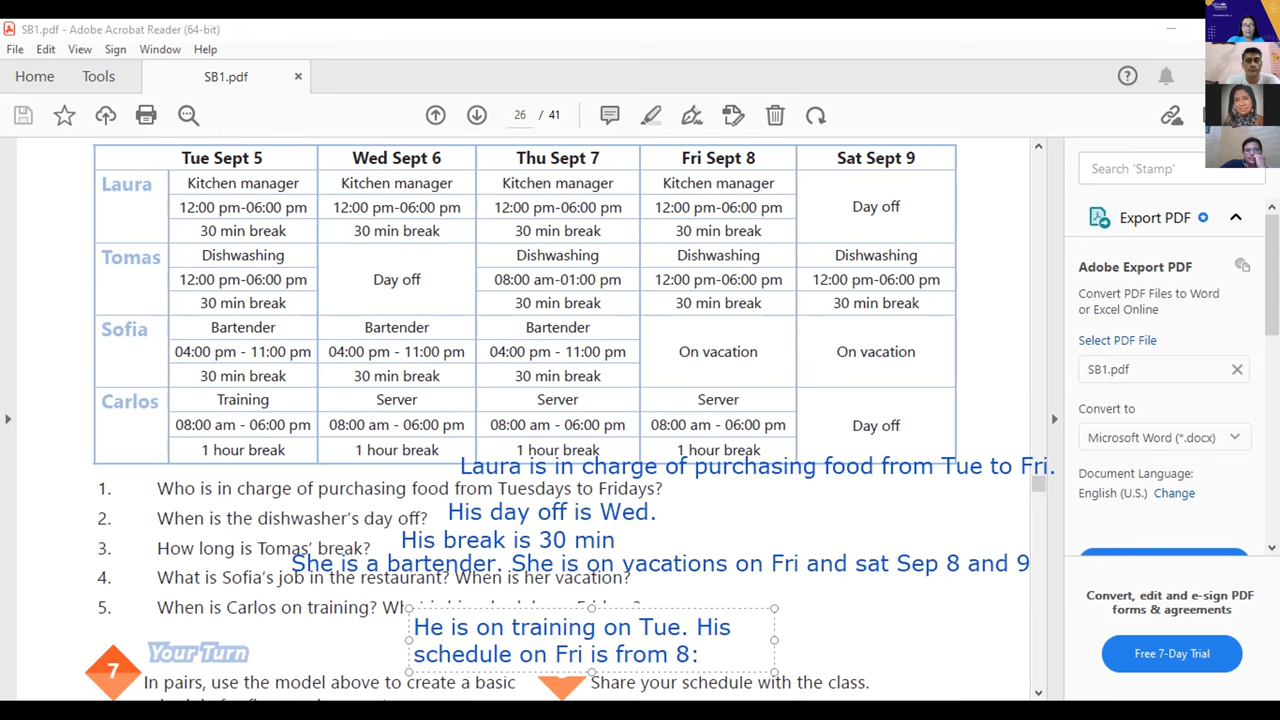 SB1.pdf - Adobe Acrobat Reader (64-bit)
File Edit View Sign Window Help
Home Tools SB1.pdf ×
26 / 41
Tue Sept 5 Wed Sept 6 Thu Sept 7 Fri Sept 8 Sat Sept 9
Laura Kitchen manager Kitchen manager Kitchen manager Kitchen manager
12:00 pm-06:00 pm 12:00 pm-06:00 pm 12:00 pm-06:00 pm 12:00 pm-06:00 pm Day off
30 min break 30 min break 30 min break 30 min break
Tomas Dishwashing Dishwashing Dishwashing Dishwashing
12:00 pm-06:00 pm Day off 08:00 am-01:00 pm 12:00 pm-06:00 pm 12:00 pm-06:00 pm
30 min break 30 min break 30 min break 30 min break
Sofia Bartender Bartender Bartender
04:00 pm - 11:00 pm 04:00 pm - 11:00 pm 04:00 pm - 11:00 pm On vacation On vacation
30 min break 30 min break 30 min break
Carlos Training Server Server Server
08:00 am - 06:00 pm 08:00 am - 06:00 pm 08:00 am - 06:00 pm 08:00 am - 06:00 pm Day off
1 hour break 1 hour break 1 hour break 1 hour break
Laura is in charge of purchasing food from Tue to Fri.
1. Who is in charge of purchasing food from Tuesdays to Fridays?
2. When is the dishwasher's day off? His day off is Wed.
3. How long is Tomas' break? His break is 30 min
She is a bartender. She is on vacations on Fri and sat Sep 8 and 9
4. What is Sofia's job in the restaurant? When is her vacation?
5. When is Carlos on training?
He is on training on Tue. His
schedule on Fri is from 8:
7 Your Turn
In pairs, use the model above to create a basic
Share your schedule with the class.
Search 'Stamp'
Export PDF
Adobe Export PDF
Convert PDF Files to Word
or Excel Online
Select PDF File
SB1.pdf
Convert to
Microsoft Word (*.docx)
Document Language:
English (U.S.) Change
Convert, edit and e-sign PDF
forms & agreements
Free 7-Day Trial